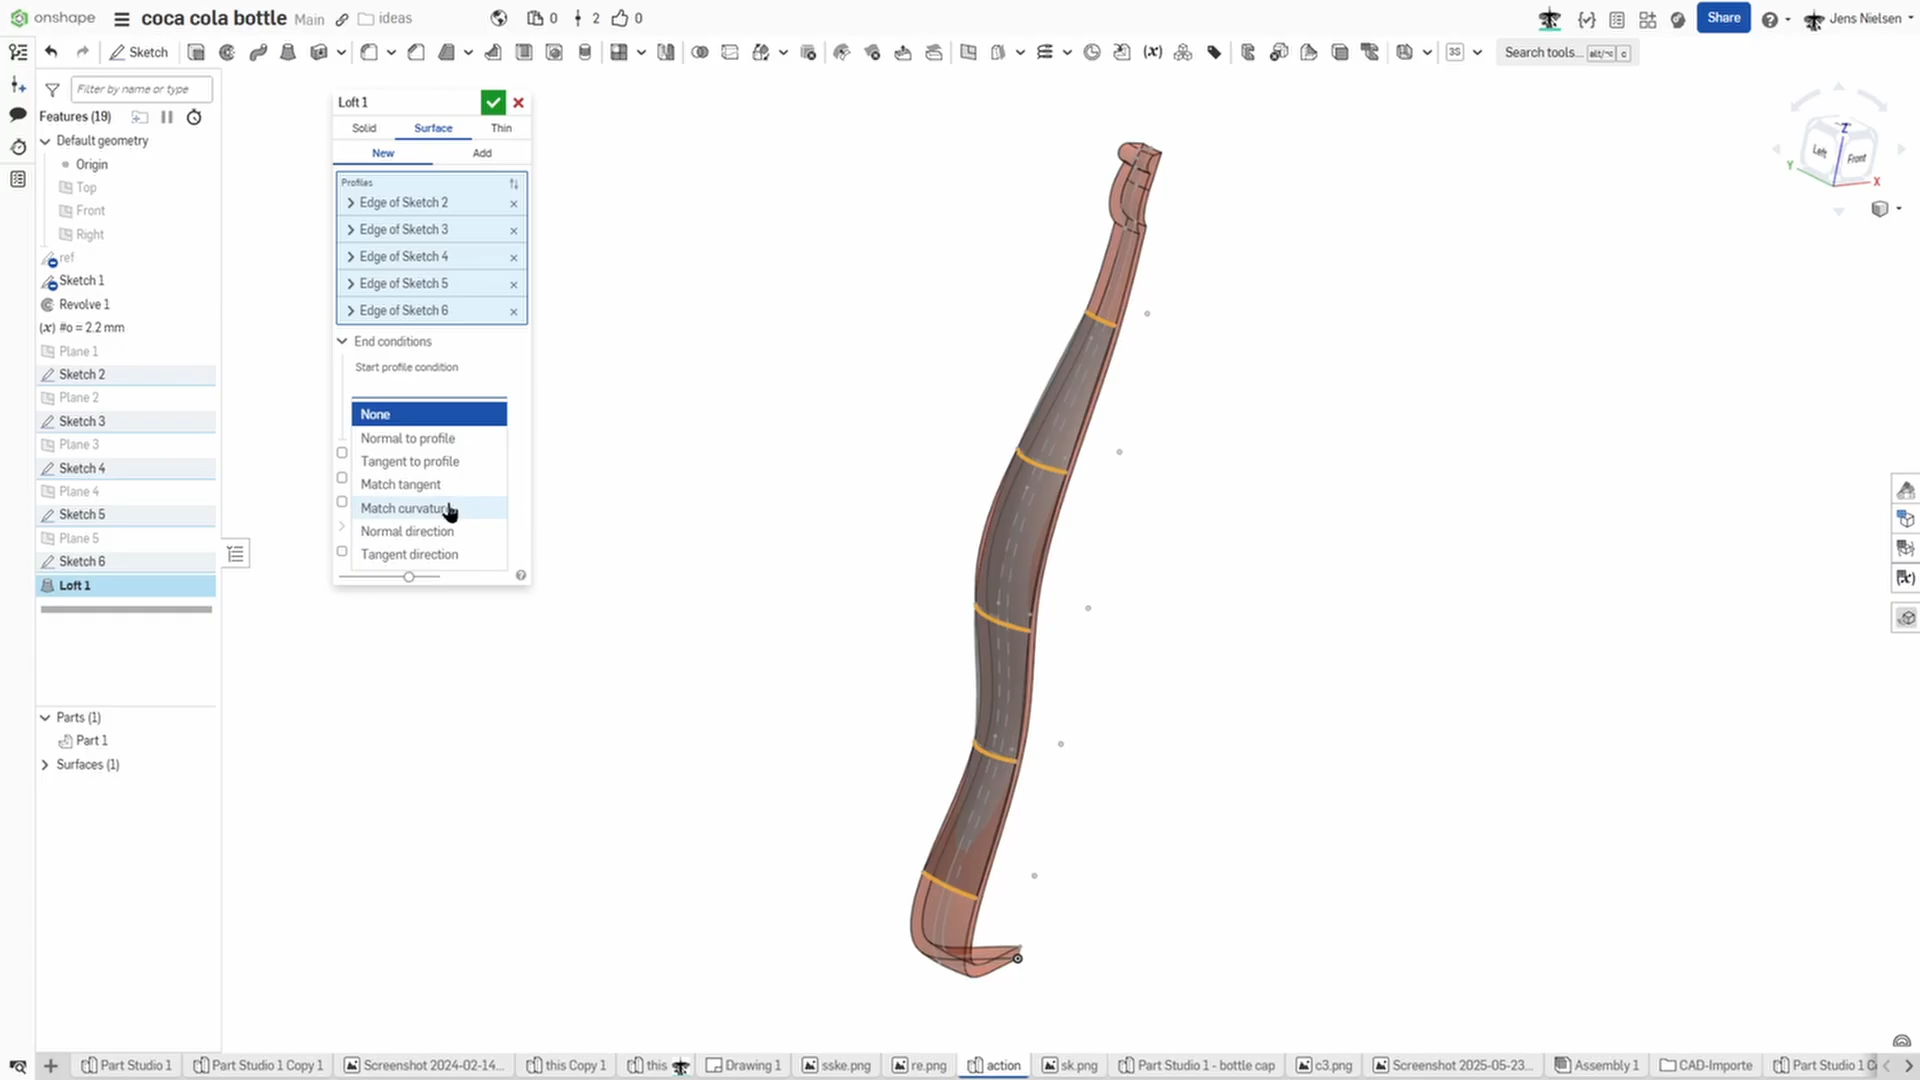 onshape coca cola bottle Main ideas 0 2 0 Share Jens Nielsen
Sketch (x) 3S Search tools... alt/⌥ c
Filter by name or type
Features (19)
Default geometry
Origin
Top
Front
Right
ref
Sketch 1
Revolve 1
(x) #o = 2.2 mm
Plane 1
Sketch 2
Plane 2
Sketch 3
Plane 3
Sketch 4
Plane 4
Sketch 5
Plane 5
Sketch 6
Loft 1
Parts (1)
Part 1
Surfaces (1)
Loft 1
Solid Surface Thin
New Add
Profiles
Edge of Sketch 2
Edge of Sketch 3
Edge of Sketch 4
Edge of Sketch 5
Edge of Sketch 6
End conditions
Start profile condition
None
Normal to profile
Tangent to profile
Match tangent
Match curvature
Normal direction
Tangent direction
Z
Left Front
Y
X
(x)
Part Studio 1 Part Studio 1 Copy 1 Screenshot 2024-02-14... this Copy 1 this Drawing 1 sske.png re.png action sk.png Part Studio 1 - bottle cap c3.png Screenshot 2025-05-23... Assembly 1 CAD-Importe Part Studio 1 C